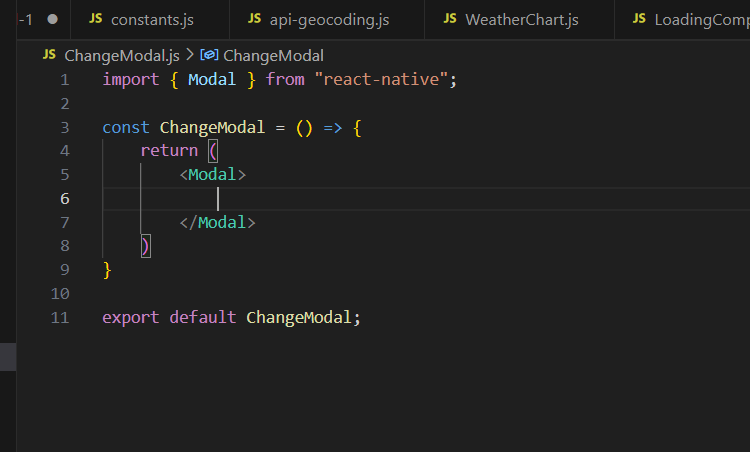 -1 ● JS constants.js JS api-geocoding.js JS WeatherChart.js JS LoadingComp
JS ChangeModal.js > ChangeModal
1 import { Modal } from "react-native";
2
3 const ChangeModal = () => {
4 return (
5 <Modal>
6
7 </Modal>
8 )
9 }
10
11 export default ChangeModal;